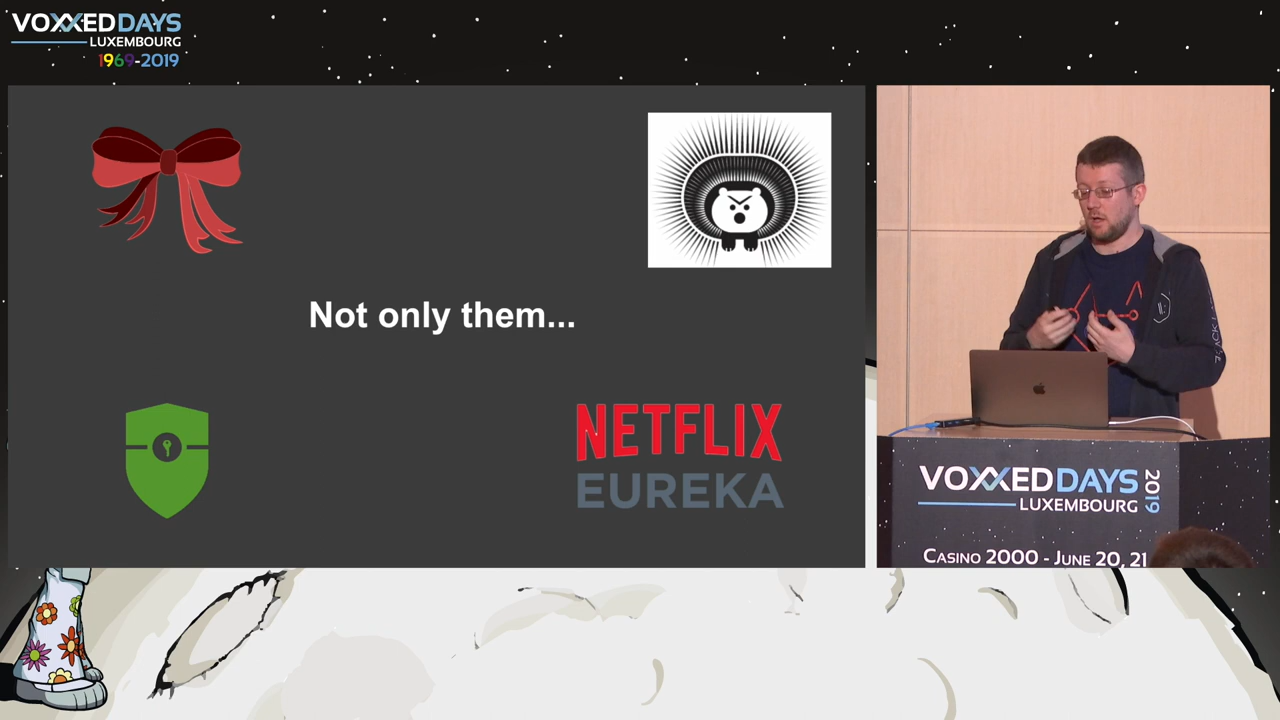 VOXXEDDAYS
LUXEMBOURG
1969-2019
Not only them...
NETFLIX
EUREKA
VOXXEDDAYS
LUXEMBOURG
2019
CASINO 2000 - JUNE 20, 21